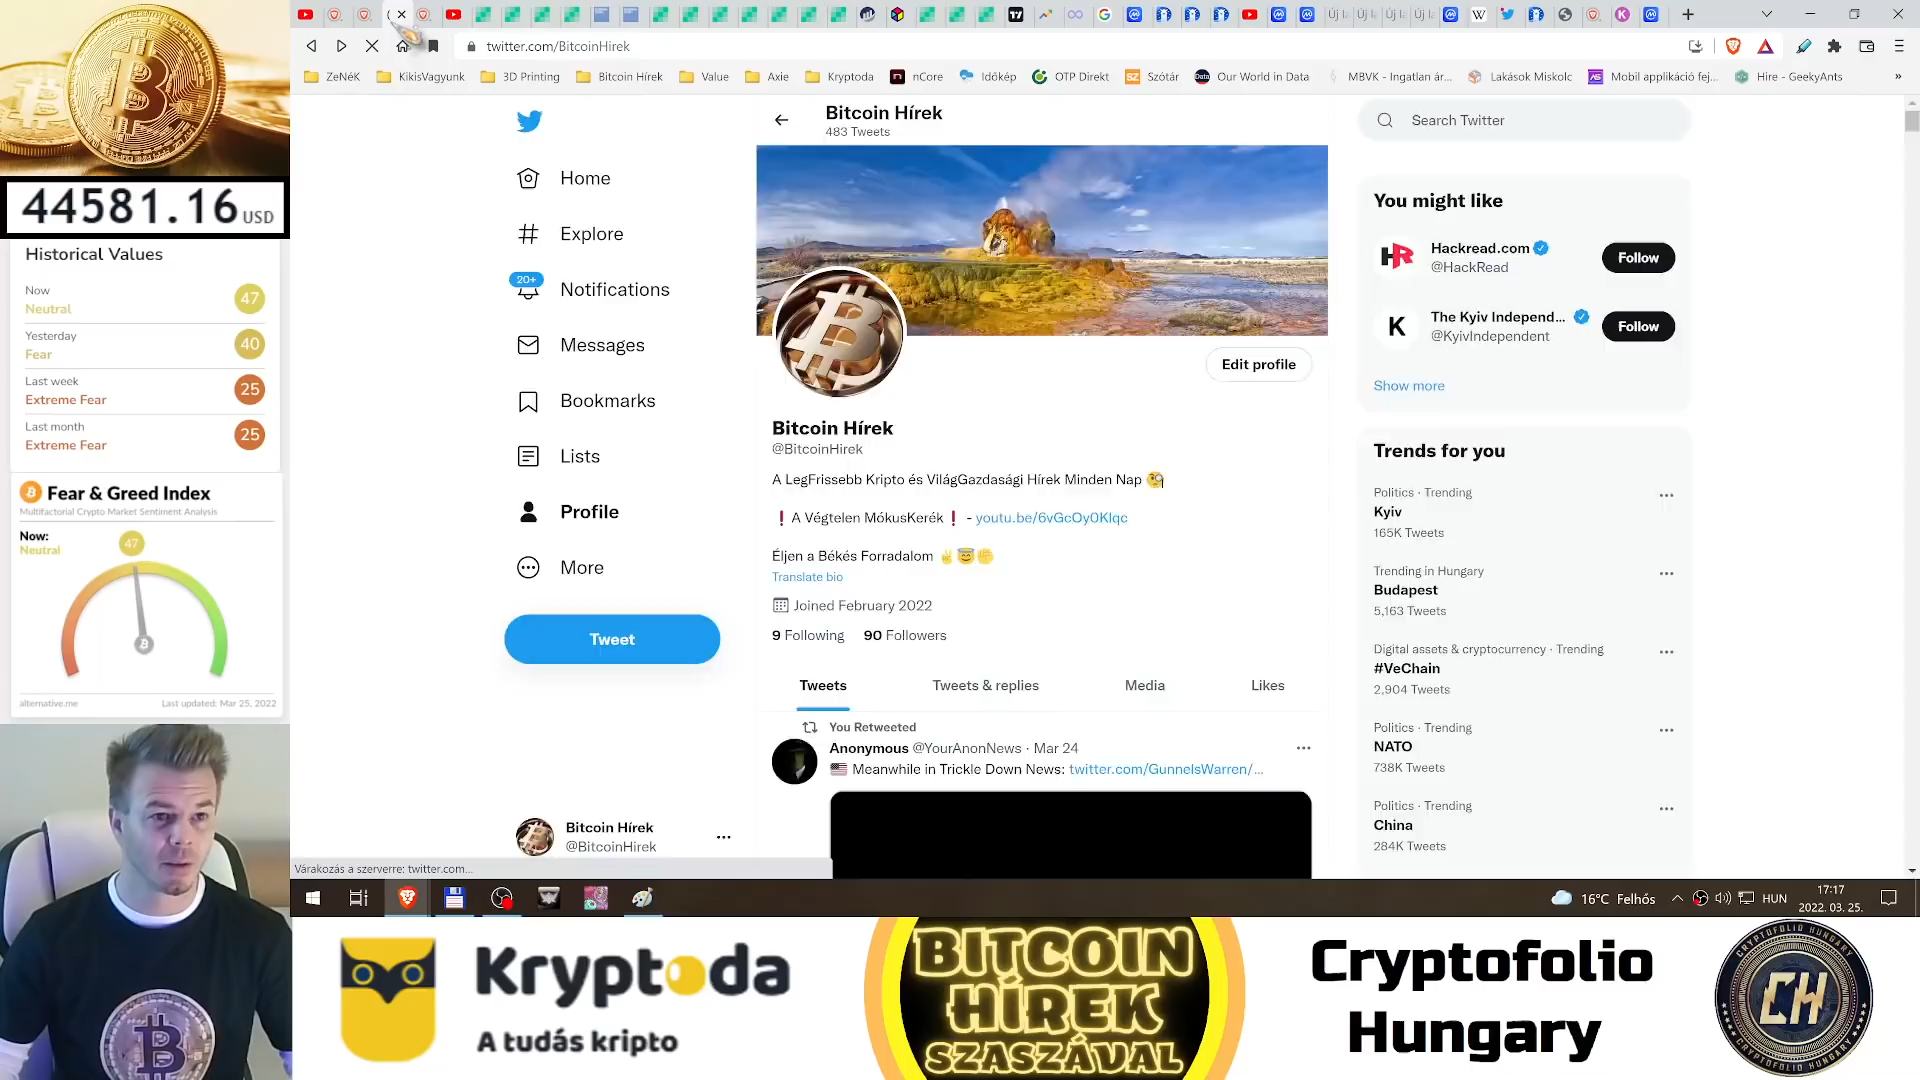 twitter.com/BitcoinHirek
ZeNéK
KikisVagyunk
3D Printing
Bitcoin Hírek
Value
Axie
Kryptoda
nCore
Időkép
OTP Direkt
Szótár
Our World in Data
MBVK - Ingatlan ár...
Lakások Miskolc
Mobil applikáció fej...
Hire - GeekyAnts
»
44581.16 USD
Historical Values
Now
Neutral
47
Yesterday
Fear
40
Last week
Extreme Fear
25
Last month
Extreme Fear
25
Fear & Greed Index
Multifactorial Crypto Market Sentiment Analysis
Now:
Neutral
47
alternative.me
Last updated: Mar 25, 2022
Home
Explore
20+
Notifications
Messages
Bookmarks
Lists
Profile
More
Tweet
Bitcoin Hírek
@BitcoinHirek
Várakozás a szerverre: twitter.com...
Bitcoin Hírek
483 Tweets
Edit profile
Bitcoin Hírek
@BitcoinHirek
A LegFrissebb Kripto és VilágGazdasági Hírek Minden Nap 🧐
❗A Végtelen MókusKerék❗ - youtu.be/6vGcOy0KIqc
Éljen a Békés Forradalom ✌😇✊
Translate bio
Joined February 2022
9 Following 90 Followers
Tweets
Tweets & replies
Media
Likes
You Retweeted
Anonymous @YourAnonNews · Mar 24
🇺🇸 Meanwhile in Trickle Down News: twitter.com/GunnelsWarren/...
Search Twitter
You might like
Hackread.com
@HackRead
Follow
The Kyiv Independ...
@KyivIndependent
Follow
Show more
Trends for you
Politics · Trending
Kyiv
165K Tweets
Trending in Hungary
Budapest
5,163 Tweets
Digital assets & cryptocurrency · Trending
#VeChain
2,904 Tweets
Politics · Trending
NATO
738K Tweets
Politics · Trending
China
284K Tweets
16°C Felhős
HUN
17:17
2022. 03. 25.
Kryptoda
A tudás kripto
BITCOIN
HÍREK
SZASZÁVAL
Cryptofolio
Hungary
CRYPTOFOLIO HUNGARY
CH
CRYPTOFOLIO HUNGARY